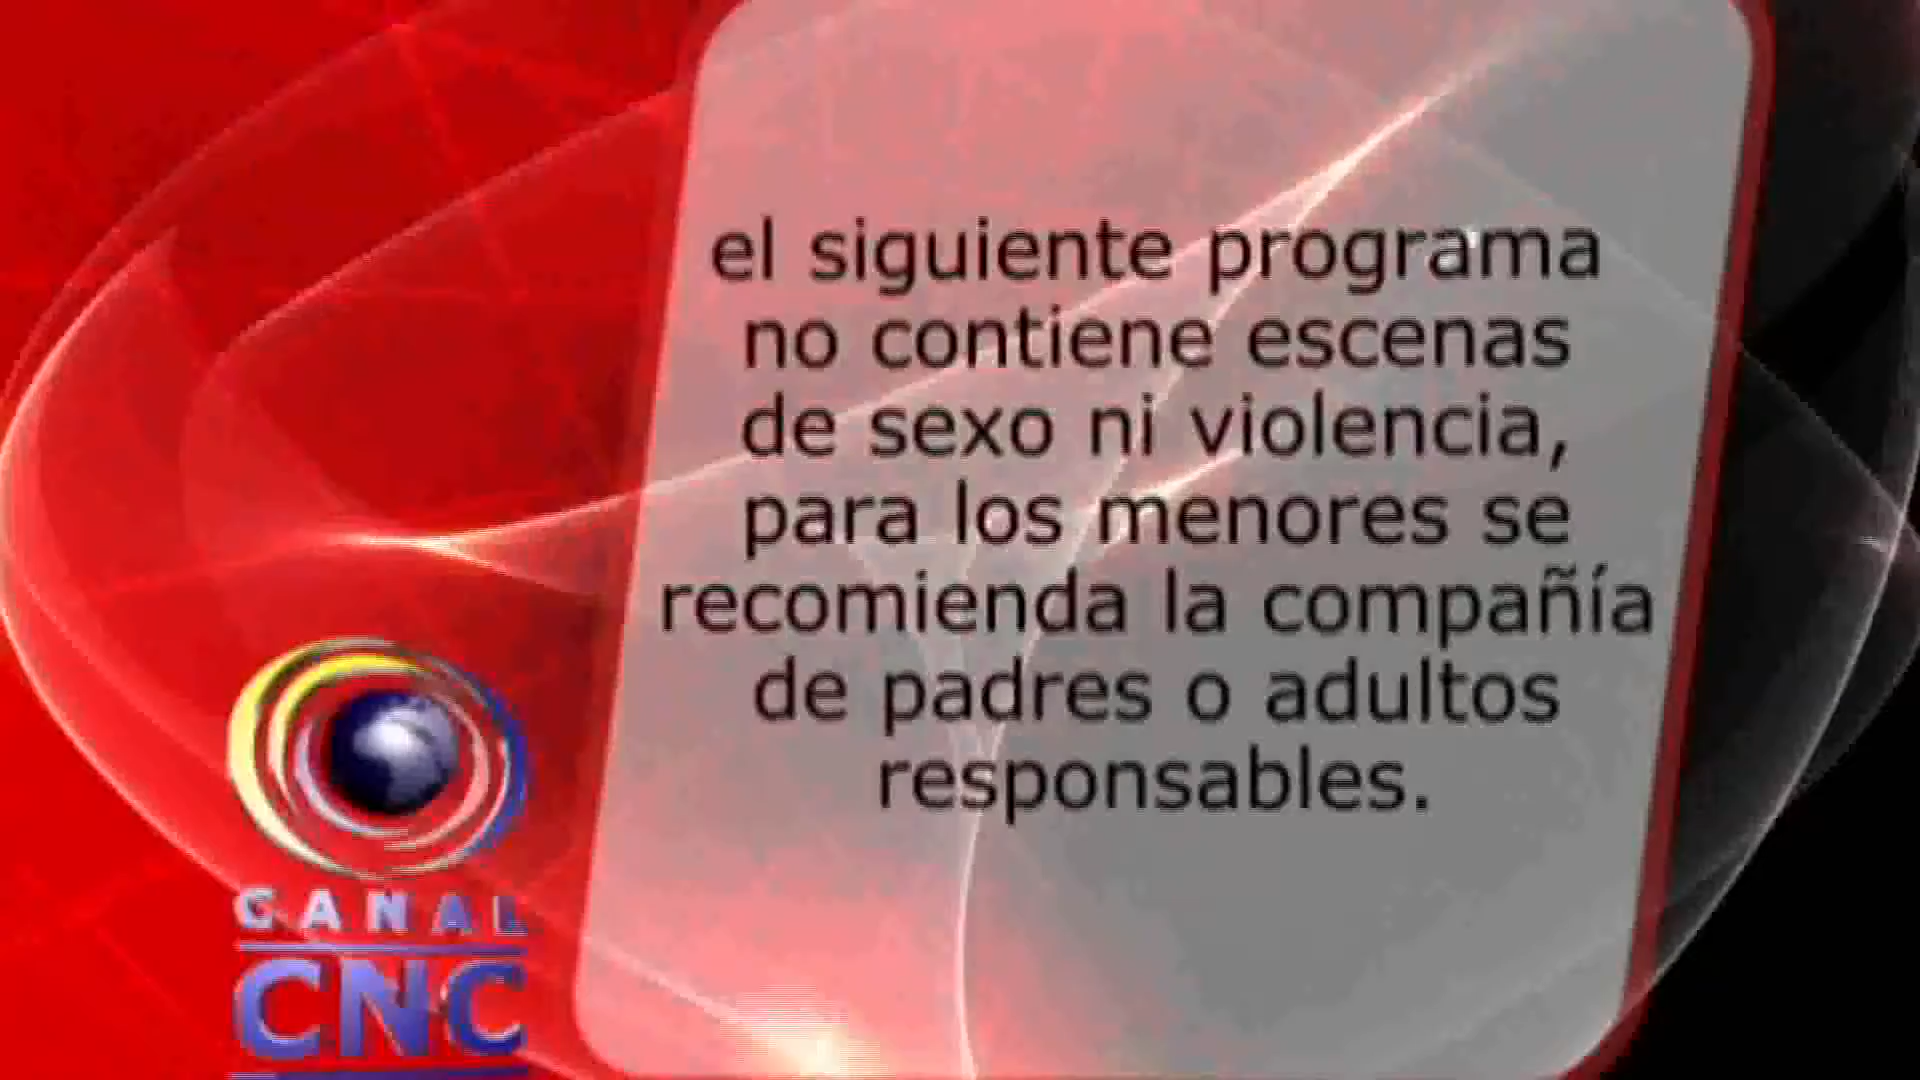 el siguiente programa
no contiene escenas
de sexo ni violencia,
para los menores se
recomienda la compañía
de padres o adultos
responsables.
CANAL
CNC